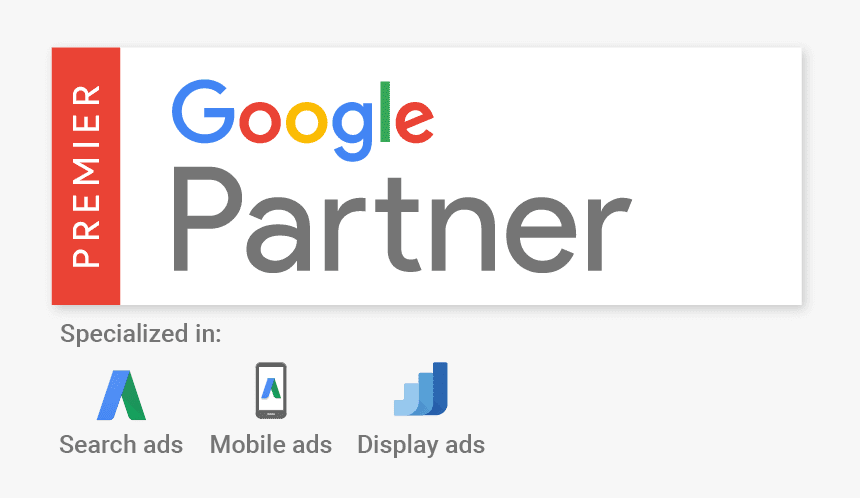 PREMIER
Google
Partner
Specialized in:
Search ads Mobile ads Display ads